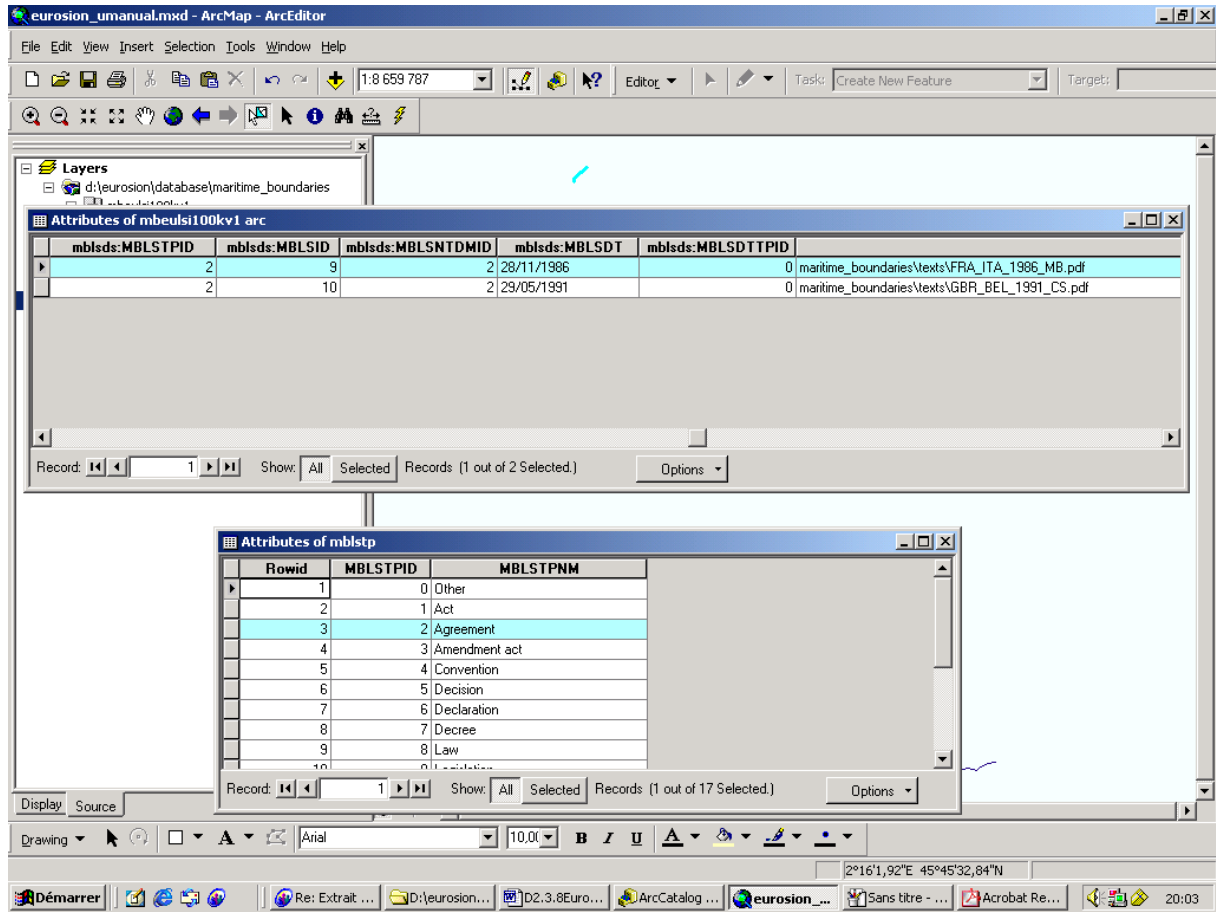 eurosion_umanual.mxd - ArcMap - ArcEditor
File Edit View Insert Selection Tools Window Help
1:8 659 787 Editor Task: Create New Feature Target:
Layers
d:\eurosion\database\maritime_boundaries
Attributes of mbeulsi100kv1 arc
mblsds:MBLSTPID mblsds:MBLSID mblsds:MBLSNTDMID mblsds:MBLSDT mblsds:MBLSDTTPID
2 9 2 28/11/1986 0 maritime_boundaries\texts\FRA_ITA_1986_MB.pdf
2 10 2 29/05/1991 0 maritime_boundaries\texts\GBR_BEL_1991_CS.pdf
Record: 1 Show: All Selected Records (1 out of 2 Selected.) Options
Attributes of mblstp
Rowid MBLSTPID MBLSTPNM
1 0 Other
2 1 Act
3 2 Agreement
4 3 Amendment act
5 4 Convention
6 5 Decision
7 6 Declaration
8 7 Decree
9 8 Law
Record: 1 Show: All Selected Records (1 out of 17 Selected.) Options
Display Source
Drawing A Arial 10,0( B I U A
2°16'1,92"E 45°45'32,84"N
Démarrer Re: Extrait ... D:\eurosion... D2.3.8Euro... ArcCatalog ... eurosion_... Sans titre - ... Acrobat Re... 20:03